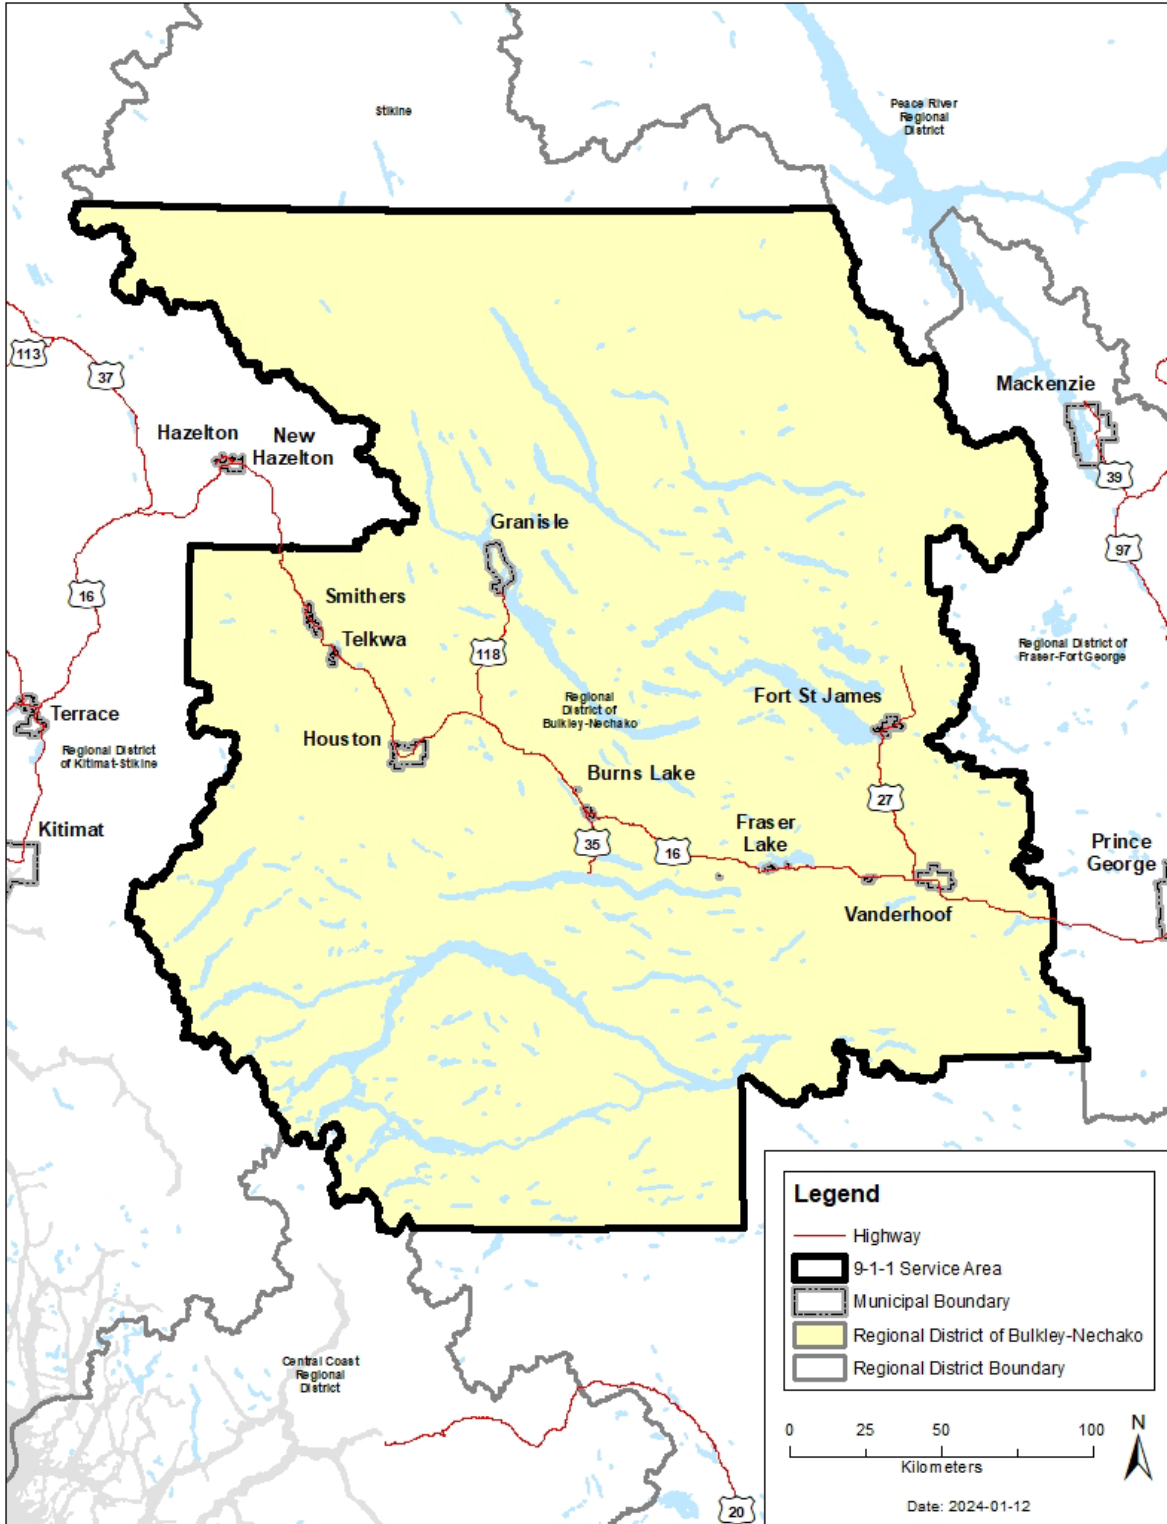 Stikine
Peace River
Regional
District
113
37
Mackenzie
Hazelton
New
Hazelton
39
Granisle
97
16
Smithers
Telkwa
118
Regional District of
Fraser-Fort George
Fort St James
Regional
District of
Bulkley-Nechako
Terrace
Houston
Regional District
of Kitimat-Stikine
Burns Lake
27
Kitimat
Fraser
Lake
35
16
Prince
George
Vanderhoof
Legend
Highway
9-1-1 Service Area
Municipal Boundary
Regional District of Bulkley-Nechako
Regional District Boundary
Central Coast
Regional
District
0 25 50 100
Kilometers
N
Date: 2024-01-12
20